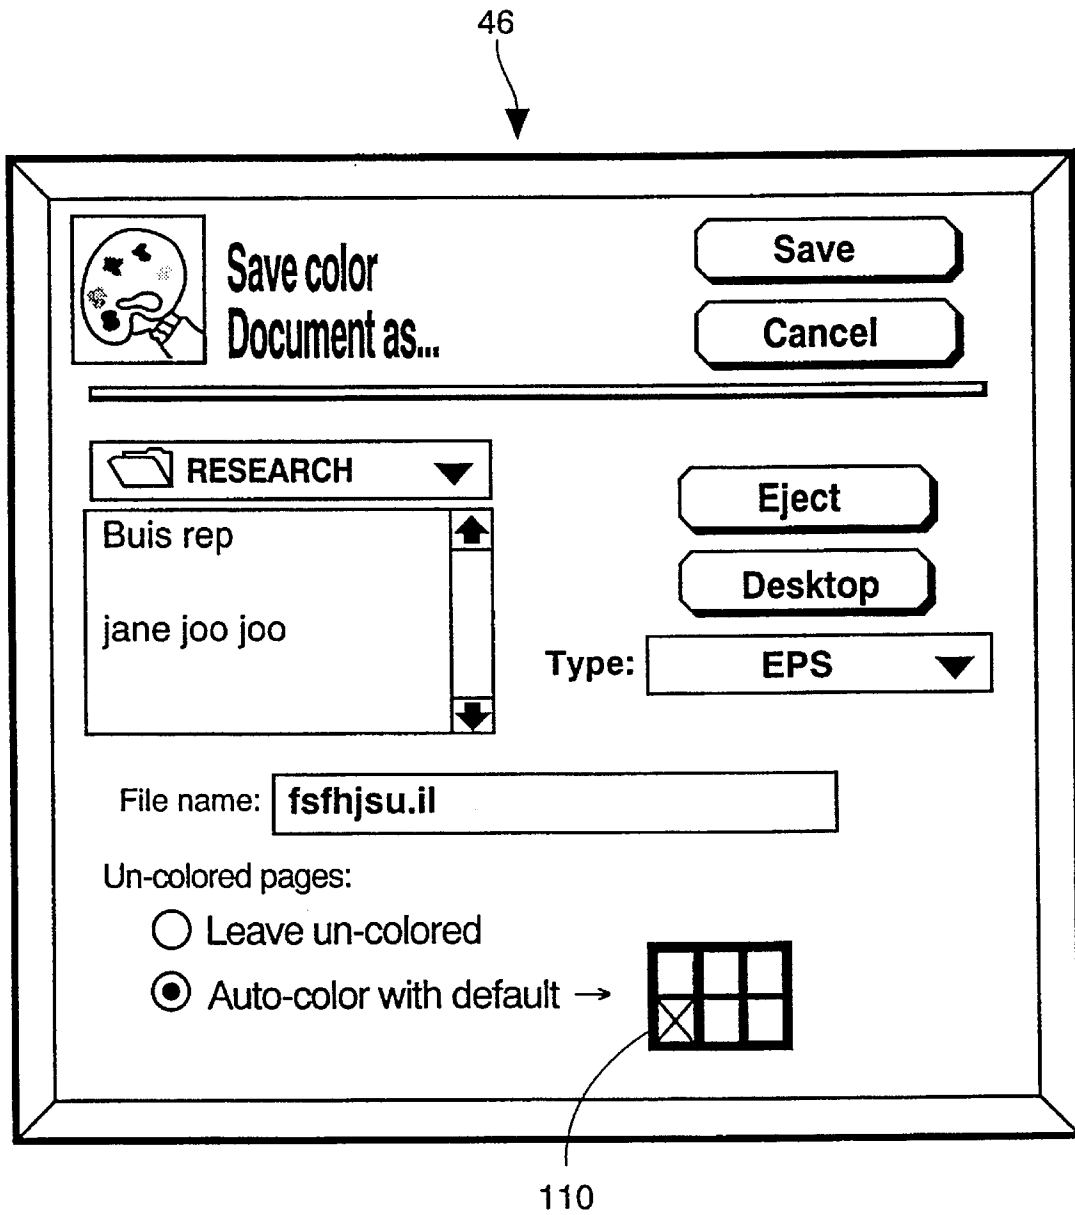 46
Save color
Document as...
Save
Cancel
RESEARCH
Buis rep
jane joo joo
Eject
Desktop
Type: EPS
File name: fsfhjsu.il
Un-colored pages:
Leave un-colored
Auto-color with default →
110